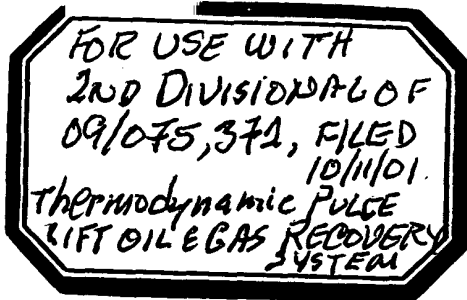 FOR USE WITH
2ND DIVISIONAL OF
09/075,371, FILED
10/11/01.
Thermodynamic PULSE
LIFT OIL & GAS RECOVERY
SYSTEM